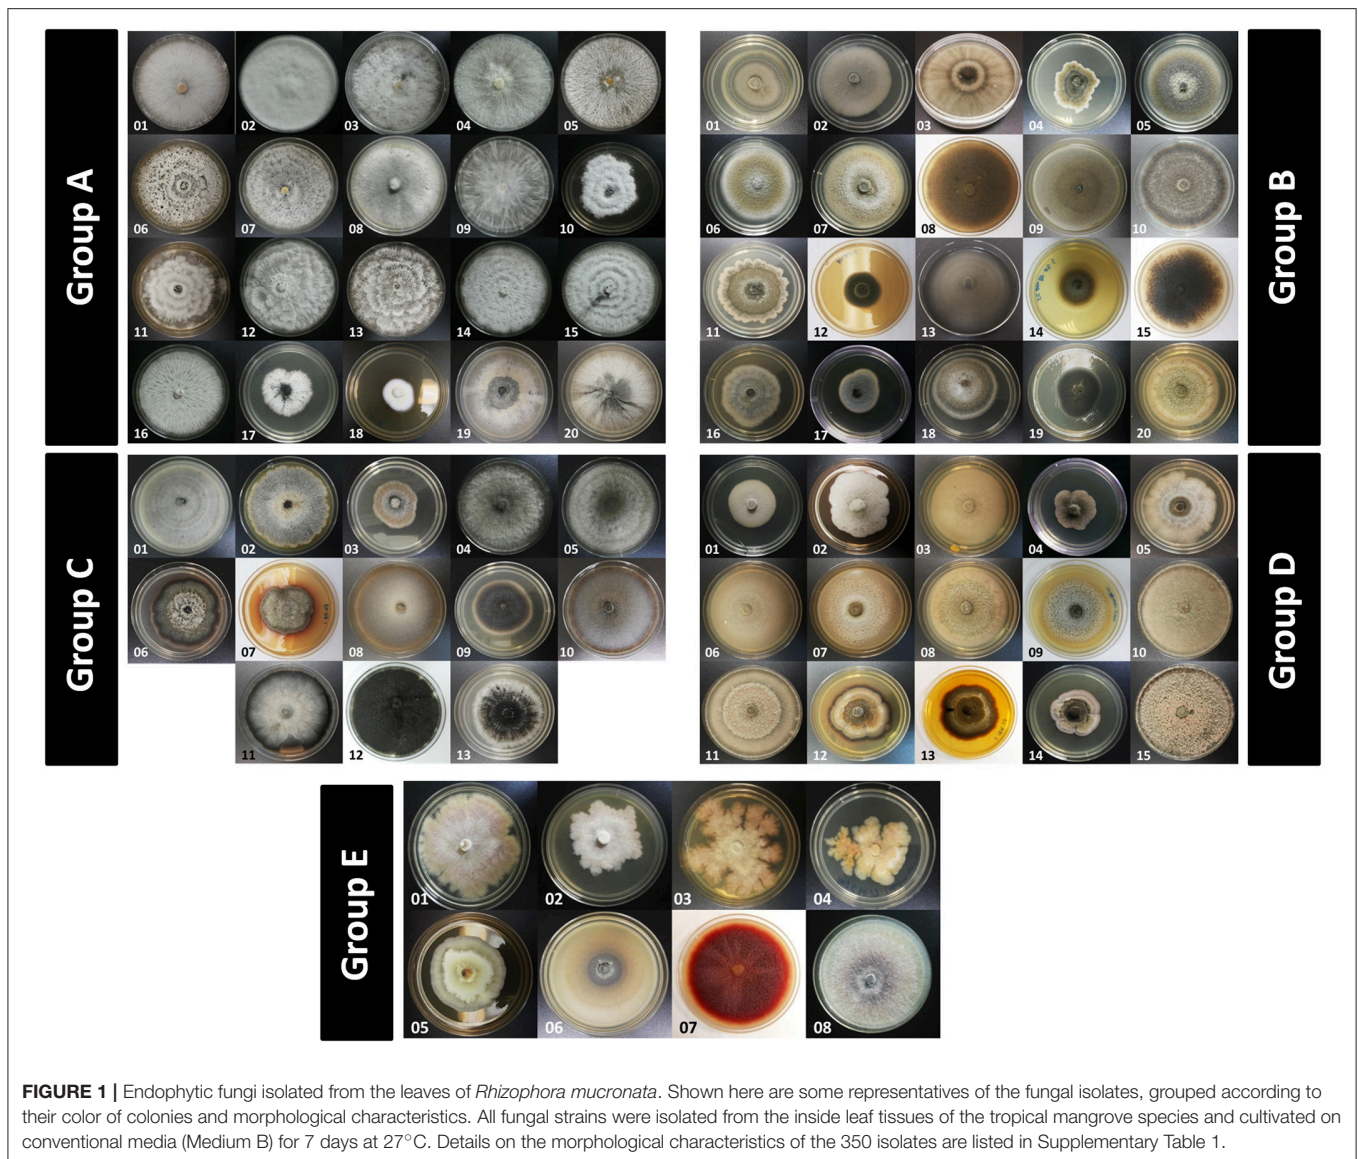 Group A
01 02 03 04 05
06 07 08 09 10
11 12 13 14 15
16 17 18 19 20
Group B
01 02 03 04 05
06 07 08 09 10
11 12 13 14 15
16 17 18 19 20
Group C
01 02 03 04 05
06 07 08 09 10
11 12 13
Group D
01 02 03 04 05
06 07 08 09 10
11 12 13 14 15
Group E
01 02 03 04
05 06 07 08
FIGURE 1 | Endophytic fungi isolated from the leaves of Rhizophora mucronata. Shown here are some representatives of the fungal isolates, grouped according to
their color of colonies and morphological characteristics. All fungal strains were isolated from the inside leaf tissues of the tropical mangrove species and cultivated on
conventional media (Medium B) for 7 days at 27°C. Details on the morphological characteristics of the 350 isolates are listed in Supplementary Table 1.